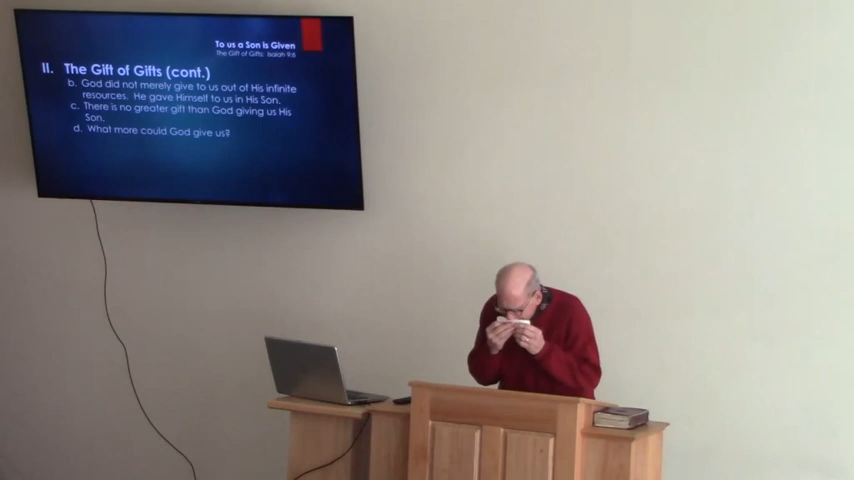 To us a Son is Given
The Gift of Gifts: Isaiah 9:6
II. The Gift of Gifts (cont.)
b. God did not merely give to us out of His infinite
resources. He gave Himself to us in His Son.
c. There is no greater gift than God giving us His
Son.
d. What more could God give us?